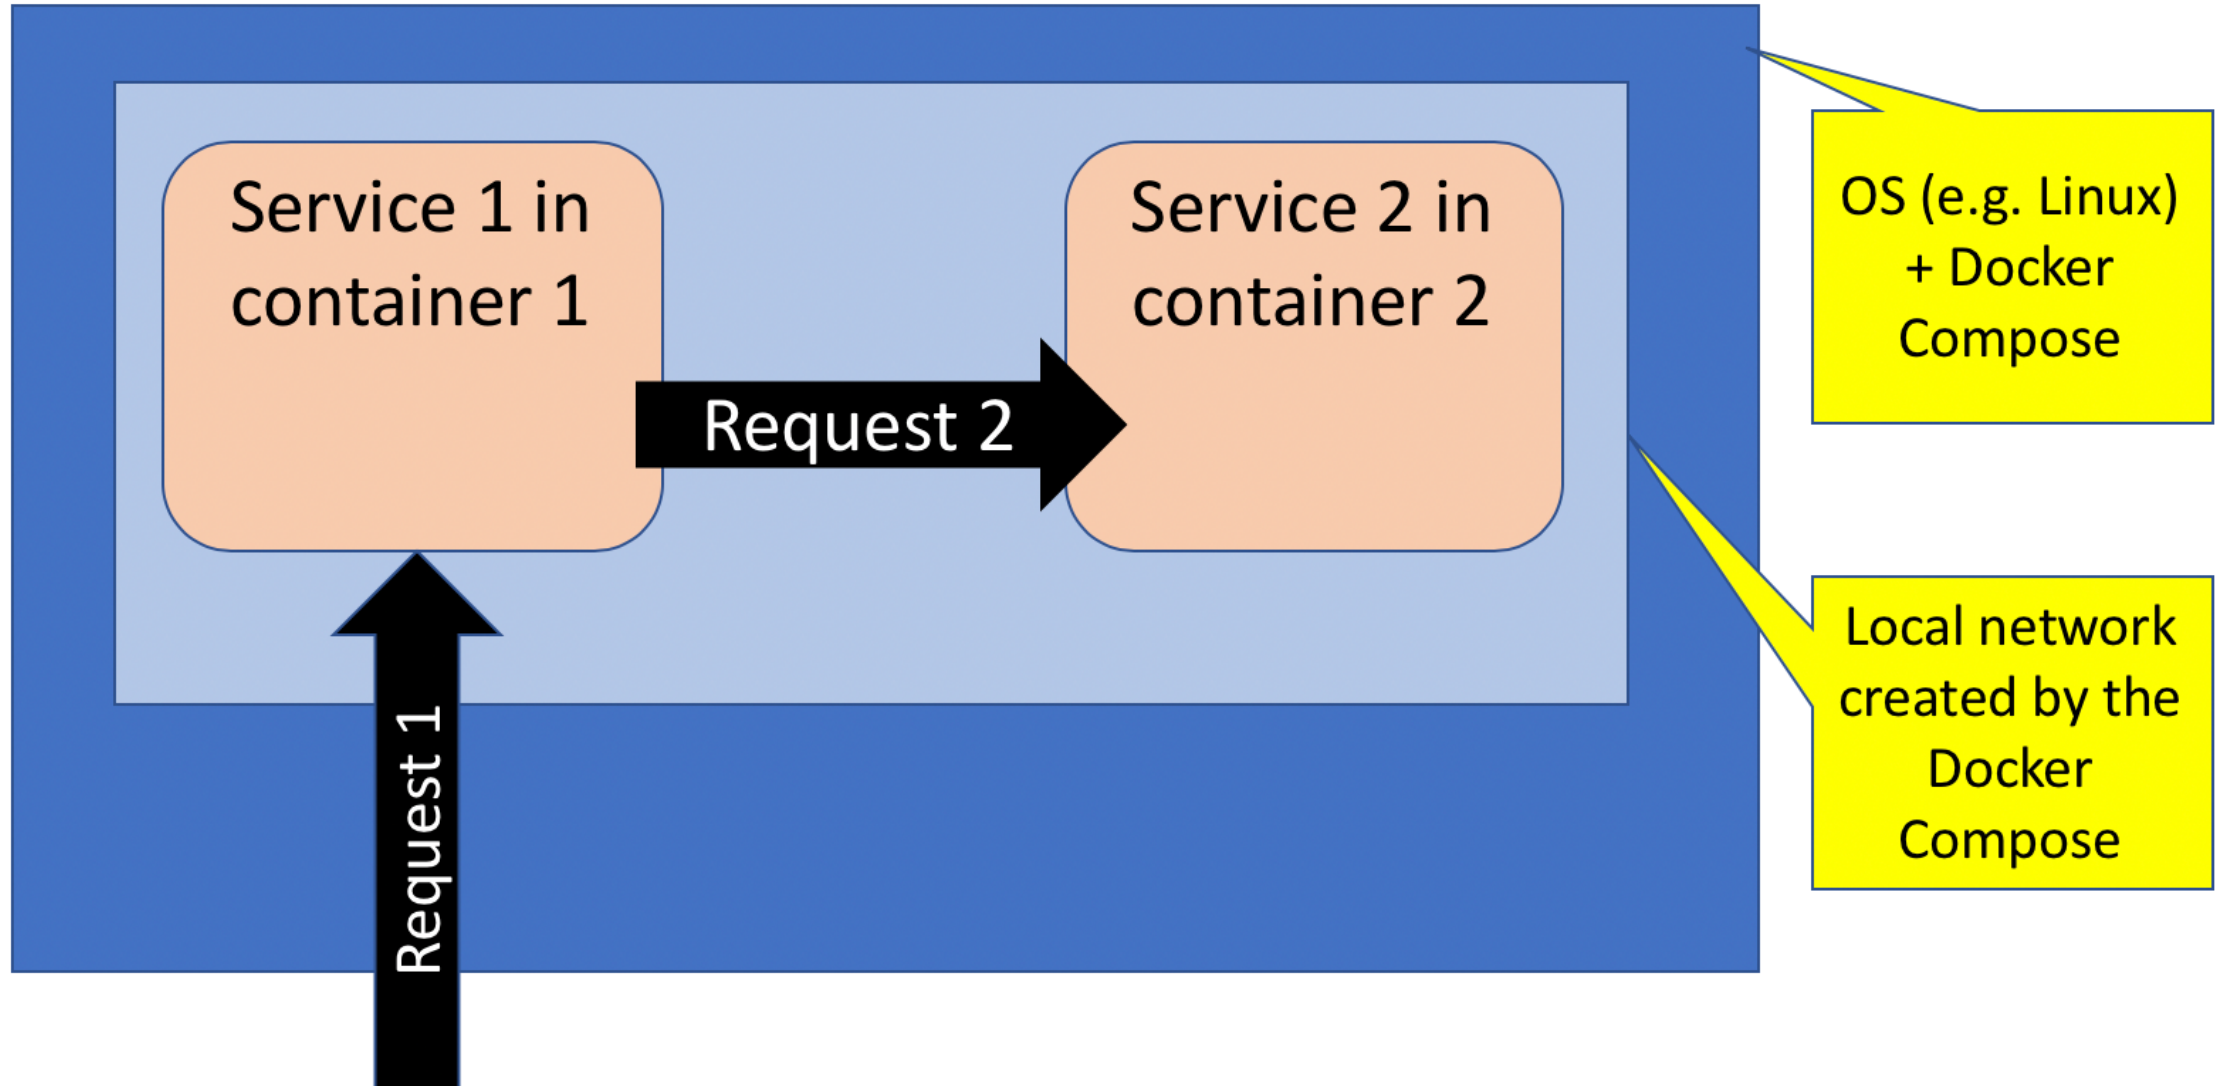 Service 1 in
container 1
Service 2 in
container 2
Request 2
Request 1
OS (e.g. Linux)
+ Docker
Compose
Local network
created by the
Docker
Compose